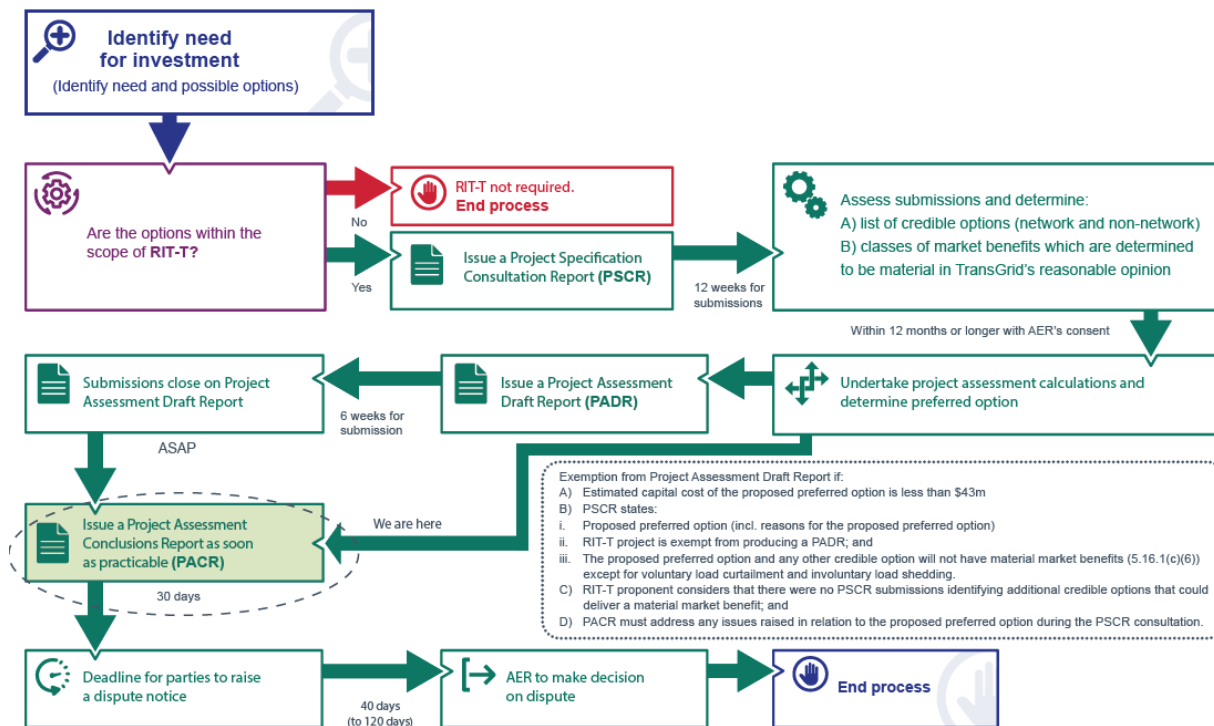 Identify need
for investment
(Identify need and possible options)
Are the options within the
scope of RIT-T?
No
RIT-T not required.
End process
Yes
Issue a Project Specification
Consultation Report (PSCR)
12 weeks for
submissions
Assess submissions and determine:
A) list of credible options (network and non-network)
B) classes of market benefits which are determined
to be material in TransGrid's reasonable opinion
Within 12 months or longer with AER's consent
Undertake project assessment calculations and
determine preferred option
Issue a Project Assessment
Draft Report (PADR)
6 weeks for
submission
Submissions close on Project
Assessment Draft Report
ASAP
Exemption from Project Assessment Draft Report if:
A) Estimated capital cost of the proposed preferred option is less than $43m
B) PSCR states:
i. Proposed preferred option (incl. reasons for the proposed preferred option)
ii. RIT-T project is exempt from producing a PADR; and
iii. The proposed preferred option and any other credible option will not have material market benefits (5.16.1(c)(6))
except for voluntary load curtailment and involuntary load shedding.
C) RIT-T proponent considers that there were no PSCR submissions identifying additional credible options that could
deliver a material market benefit; and
D) PACR must address any issues raised in relation to the proposed preferred option during the PSCR consultation.
We are here
Issue a Project Assessment
Conclusions Report as soon
as practicable (PACR)
30 days
Deadline for parties to raise
a dispute notice
40 days
(to 120 days)
AER to make decision
on dispute
End process